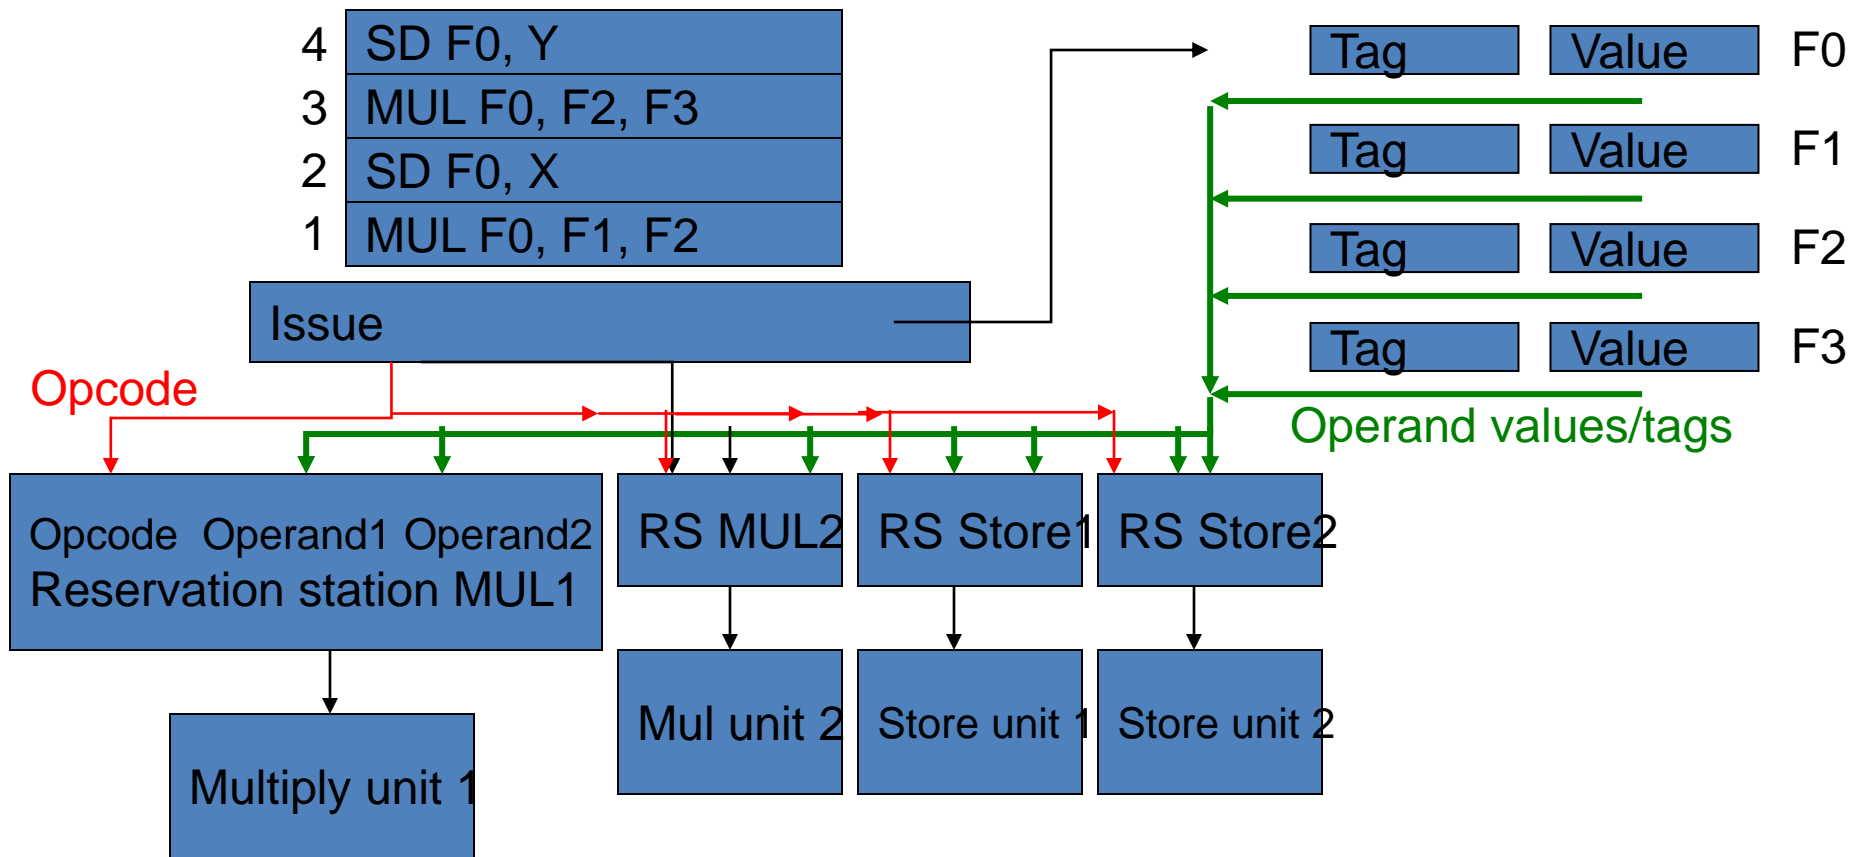 4 SD F0, Y
3 MUL F0, F2, F3
2 SD F0, X
1 MUL F0, F1, F2
Issue
Tag Value F0
Tag Value F1
Tag Value F2
Tag Value F3
Opcode
Operand values/tags
Opcode Operand1 Operand2
Reservation station MUL1
RS MUL2
RS Store1
RS Store2
Multiply unit 1
Mul unit 2
Store unit 1
Store unit 2